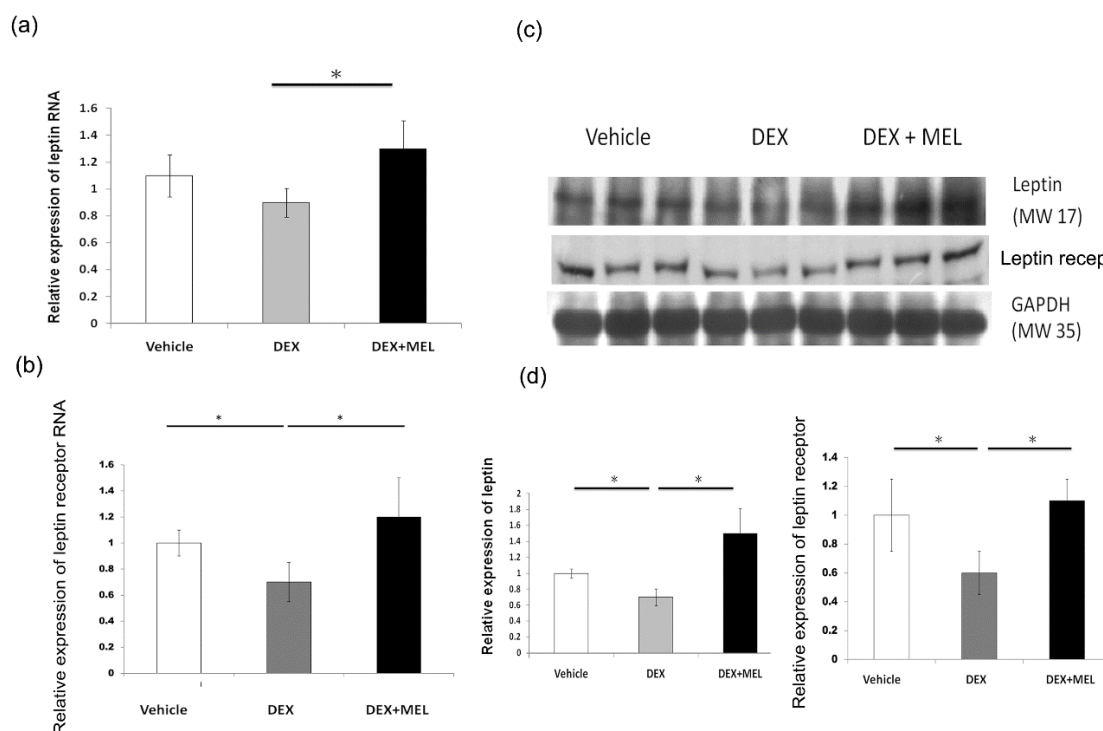 (a)
*
Relative expression of leptin RNA
1.6
1.4
1.2
1
0.8
0.6
0.4
0.2
0
Vehicle
DEX
DEX+MEL
(c)
Vehicle
DEX
DEX + MEL
Leptin
(MW 17)
Leptin recep
GAPDH
(MW 35)
(b)
*
*
Relative expression of leptin receptor RNA
1.6
1.4
1.2
1
0.8
0.6
0.4
0.2
0
Vehicle
DEX
DEX+MEL
(d)
*
*
Relative expression of leptin
2
1.8
1.6
1.4
1.2
1
0.8
0.6
0.4
0.2
0
Vehicle
DEX
DEX+MEL
*
*
Relative expression of leptin receptor
1.4
1.2
1
0.8
0.6
0.4
0.2
0
Vehicle
DEX
DEX+MEL